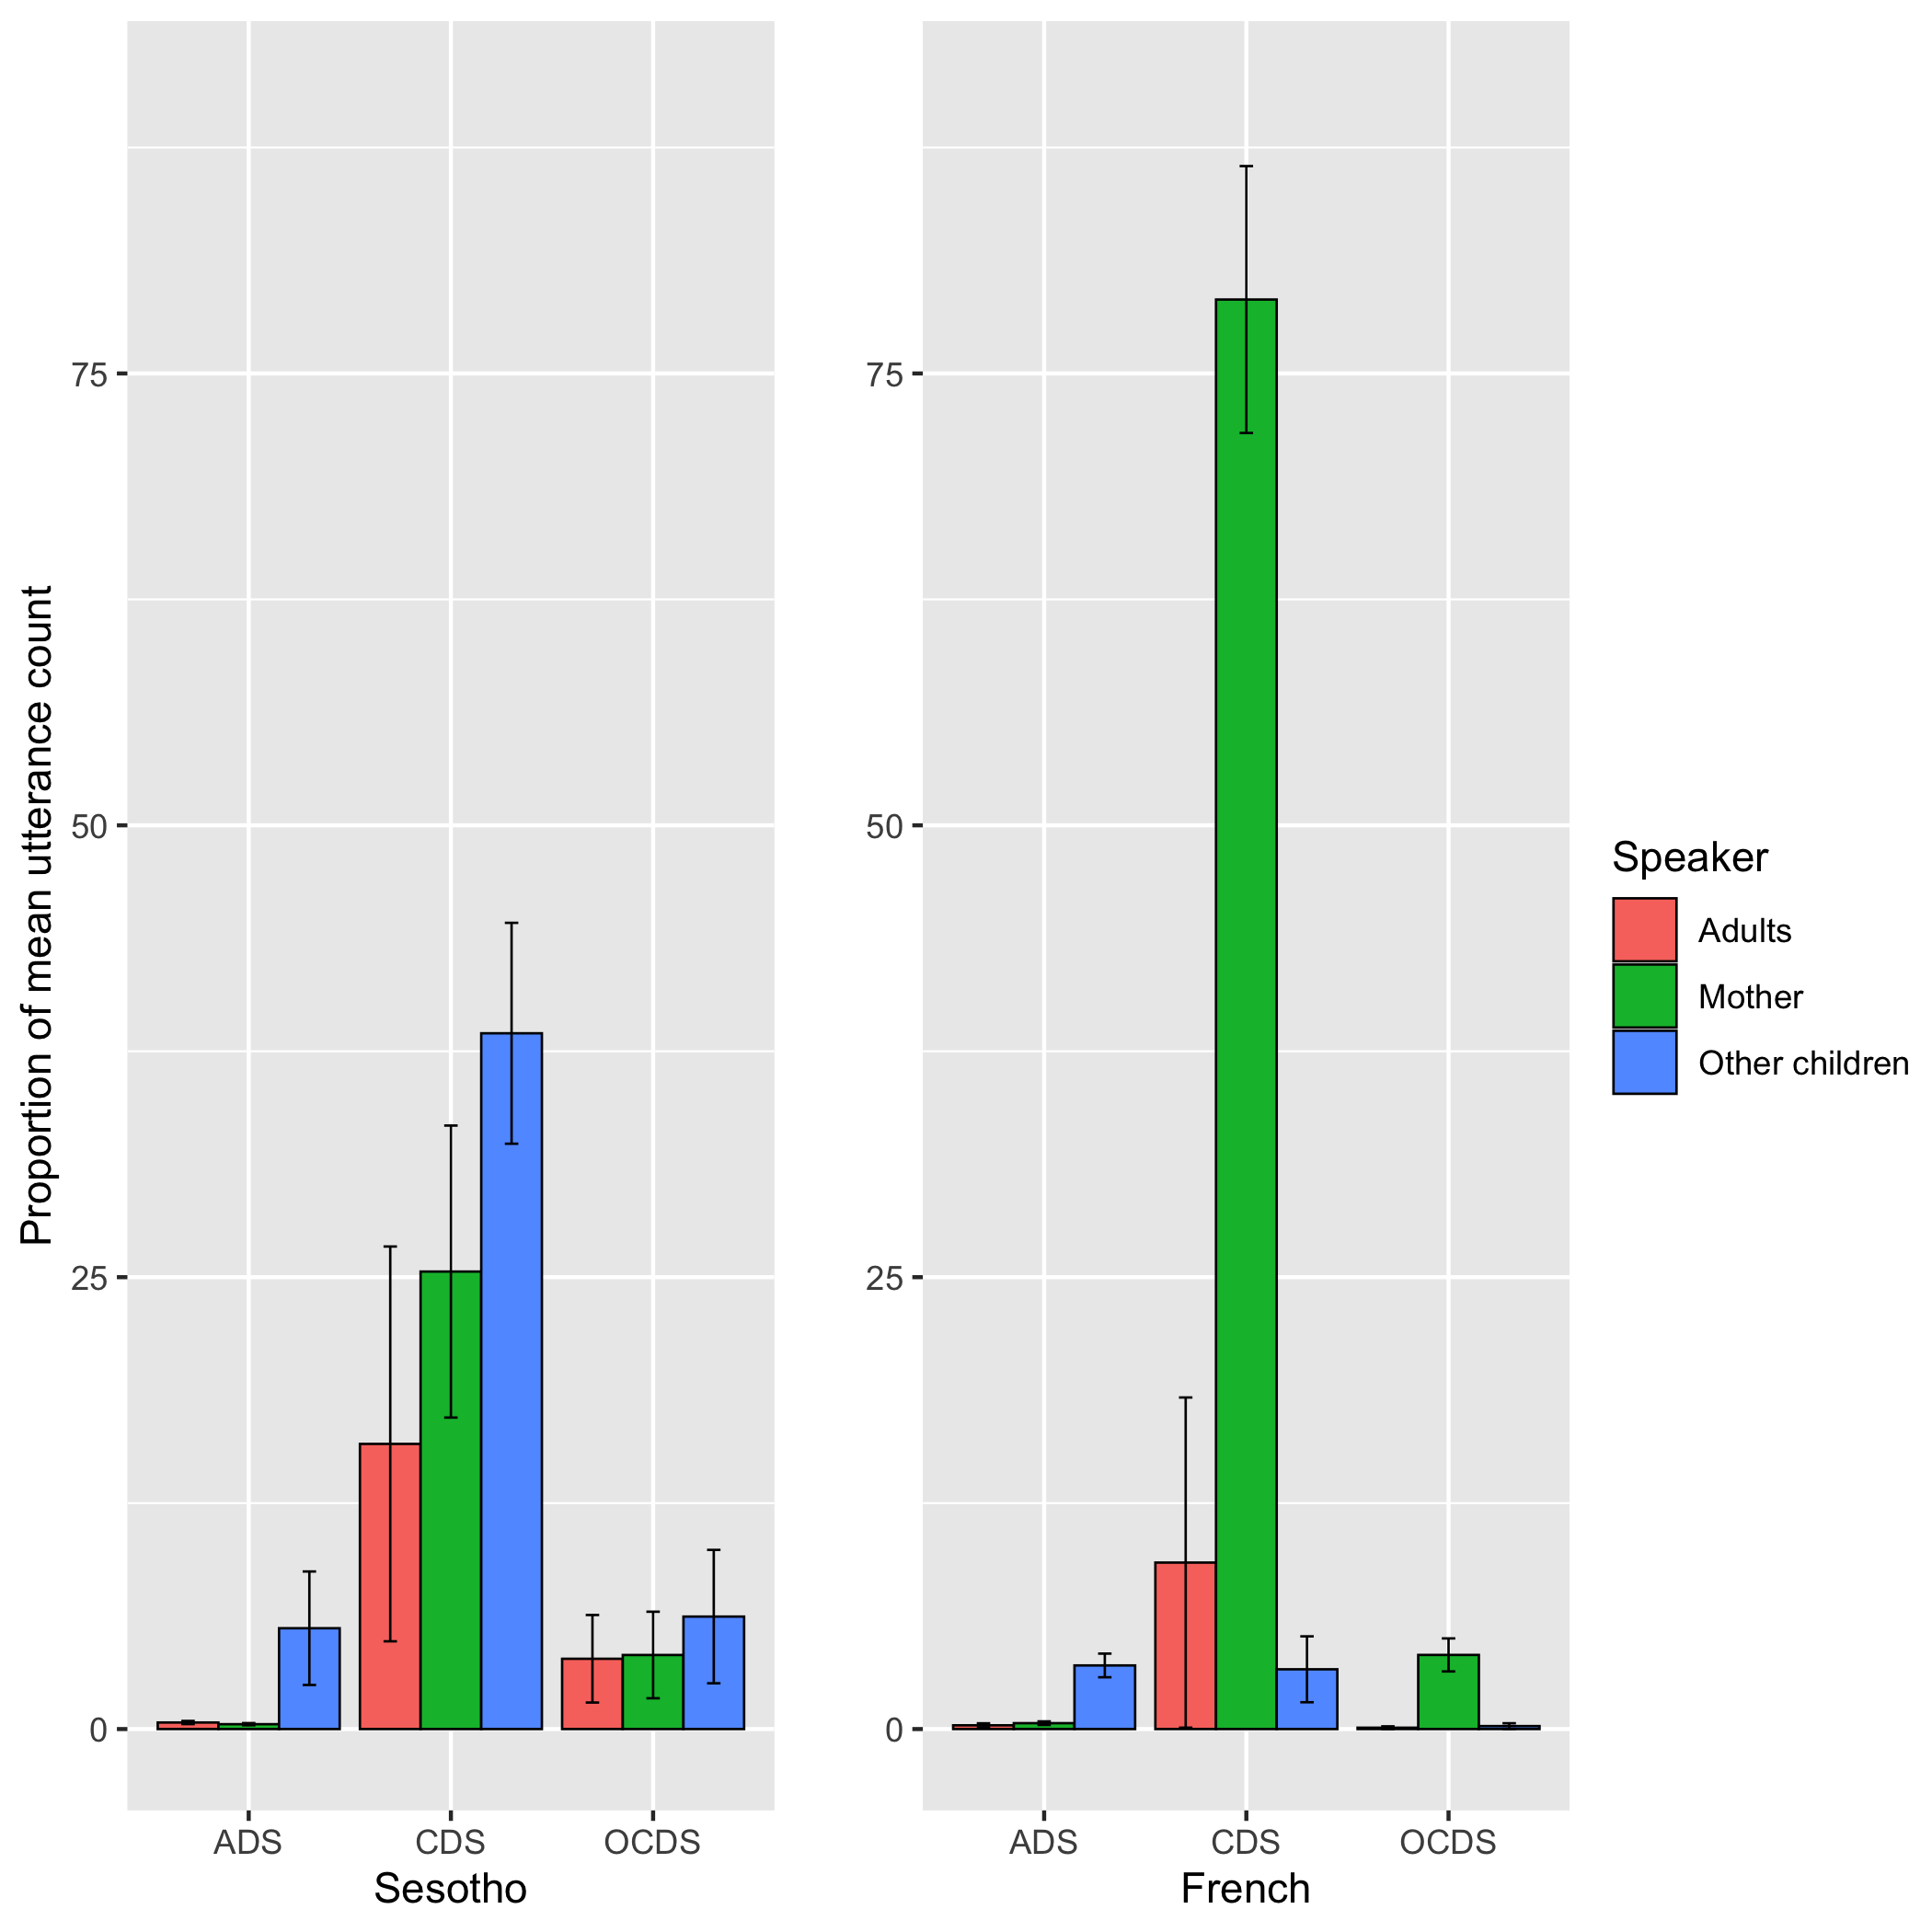 Proportion of mean utterance count
75
50
25
0
ADS CDS OCDS
Sesotho
75
50
25
0
ADS CDS OCDS
French
Speaker
Adults
Mother
Other children